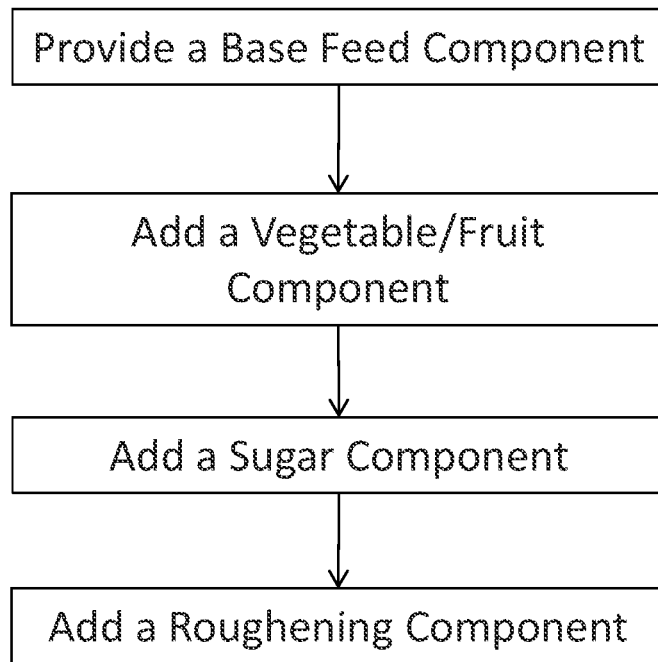 Provide a Base Feed Component
Add a Vegetable/Fruit
Component
Add a Sugar Component
Add a Roughening Component